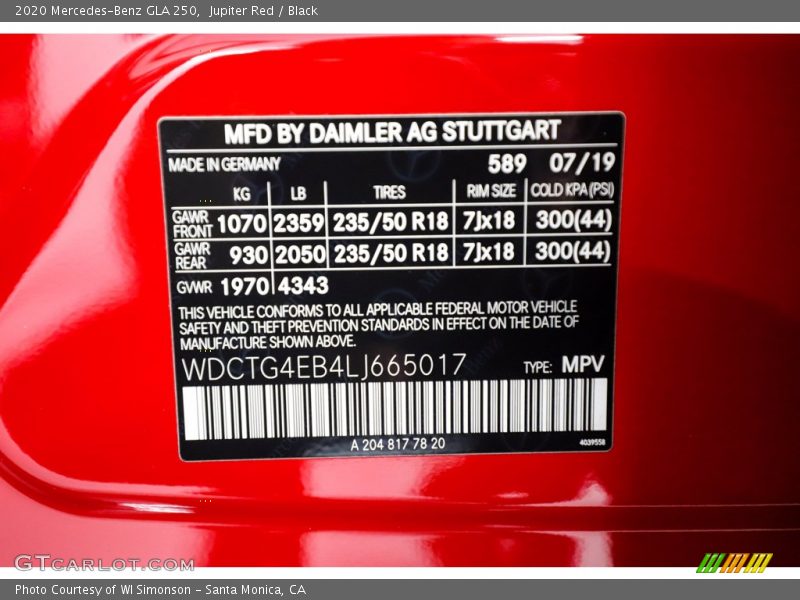 2020 Mercedes-Benz GLA 250,  Jupiter Red / Black
MFD BY DAIMLER AG STUTTGART
MADE IN GERMANY 589 07/19
KG LB TIRES RIM SIZE COLD KPA(PSI)
GAWR FRONT 1070 2359 235/50 R18 7Jx18 300(44)
GAWR REAR 930 2050 235/50 R18 7Jx18 300(44)
GVWR 1970 4343
THIS VEHICLE CONFORMS TO ALL APPLICABLE FEDERAL MOTOR VEHICLE
SAFETY AND THEFT PREVENTION STANDARDS IN EFFECT ON THE DATE OF
MANUFACTURE SHOWN ABOVE.
WDCTG4EB4LJ665017 TYPE: MPV
A 204 817 78 20 4039558
GTcarlot.com
Photo Courtesy of WI Simonson - Santa Monica, CA